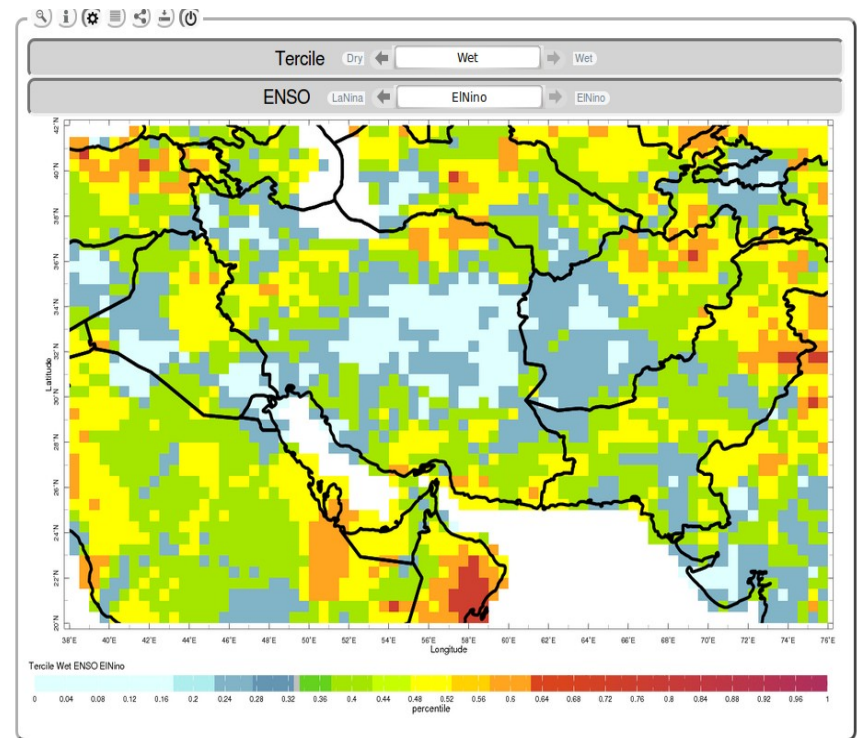 Tercile Dry Wet Wet
ENSO LaNina ElNino ElNino
42°N
40°N
38°N
36°N
34°N
32°N
30°N
28°N
26°N
24°N
22°N
20°N
Latitude
38°E 40°E 42°E 44°E 46°E 48°E 50°E 52°E 54°E 56°E 58°E 60°E 62°E 64°E 66°E 68°E 70°E 72°E 74°E 76°E
Longitude
Tercile Wet ENSO ElNino
0 0.04 0.08 0.12 0.16 0.2 0.24 0.28 0.32 0.36 0.4 0.44 0.48 0.52 0.56 0.6 0.64 0.68 0.72 0.76 0.8 0.84 0.88 0.92 0.96 1
percentile